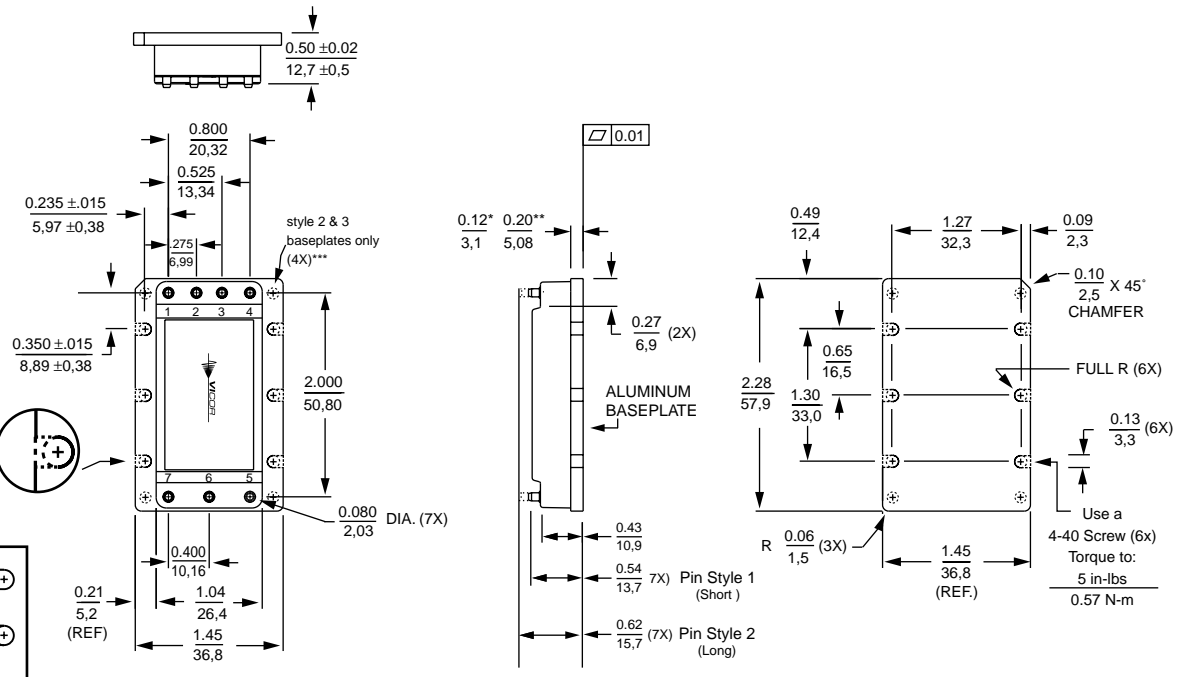 0.50 ±0.02
12,7 ±0,5
0.800
20,32
0.525
13,34
0.235 ±.015
5,97 ±0,38
.275
6,99
style 2 & 3
baseplates only
(4X)***
1 2 3 4
0.350 ±.015
8,89 ±0,38
VICOR
2.000
50,80
7 6 5
0.080
2,03
DIA. (7X)
0.400
10,16
0.21
5,2
(REF)
1.04
26,4
1.45
36,8
0.01
0.12* 0.20**
3,1 5,08
0.27
6,9
(2X)
ALUMINUM
BASEPLATE
0.43
10,9
0.54
13,7
7X) Pin Style 1
(Short )
0.62
15,7
(7X) Pin Style 2
(Long)
0.49
12,4
1.27
32,3
0.09
2,3
0.10
2,5
X 45°
CHAMFER
0.65
16,5
FULL R (6X)
2.28
57,9
1.30
33,0
0.13
3,3
(6X)
R 0.06
1,5
(3X)
1.45
36,8
(REF.)
Use a
4-40 Screw (6x)
Torque to:
5 in-lbs
0.57 N-m